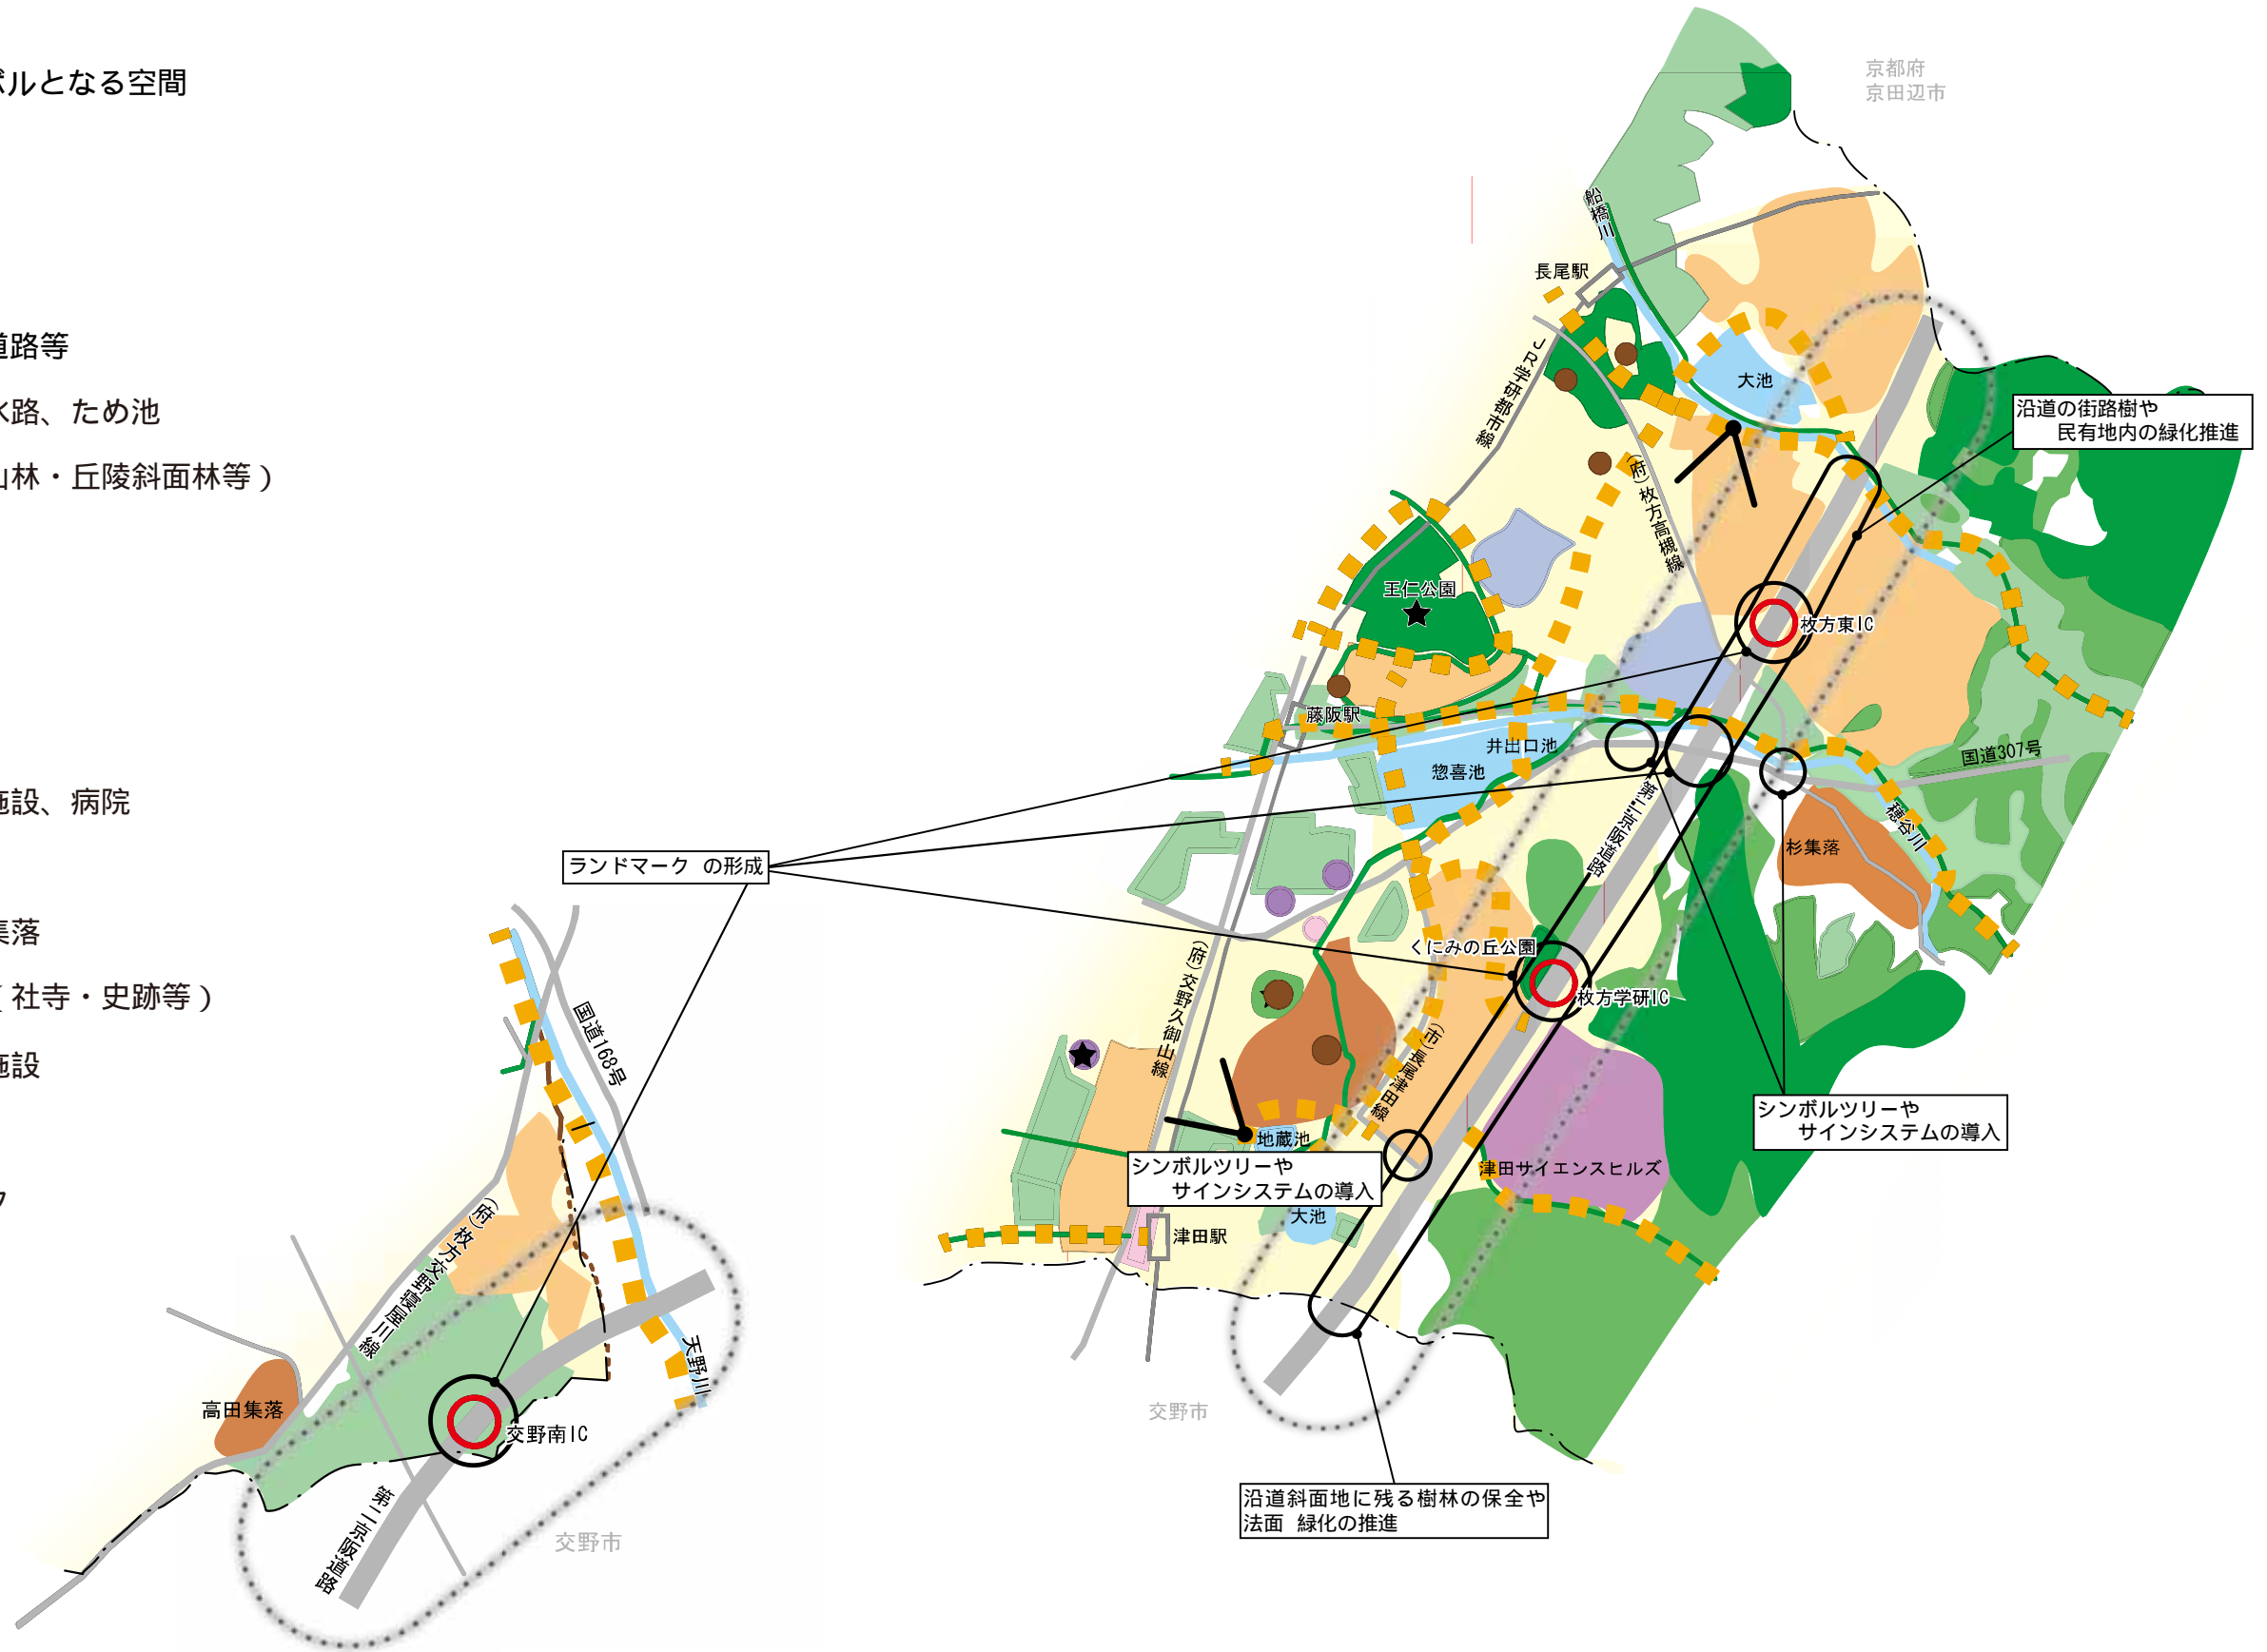 ボルとなる空間
道路等
水路、ため池
山林・丘陵斜面林等）
施設、病院
集落
（社寺・史跡等）
施設
京都府
京田辺市
船橋川
長尾駅
JR学研都市線
大池
沿道の街路樹や
民有地内の緑化推進
（府）枚方高槻線
王仁公園
枚方東IC
藤阪駅
井出口池
惣喜池
国道307号
穂谷川
杉集落
第二京阪道路
ランドマーク の形成
くにみの丘公園
枚方学研IC
（府）交野久御山線
（市）長尾津田線
国道168号
地蔵池
シンボルツリーや
サインシステムの導入
シンボルツリーや
サインシステムの導入
津田サイエンスヒルズ
大池
津田駅
（府）枚方交野寝屋川線
天野川
高田集落
交野南IC
交野市
第二京阪道路
交野市
沿道斜面地に残る樹林の保全や
法面 緑化の推進